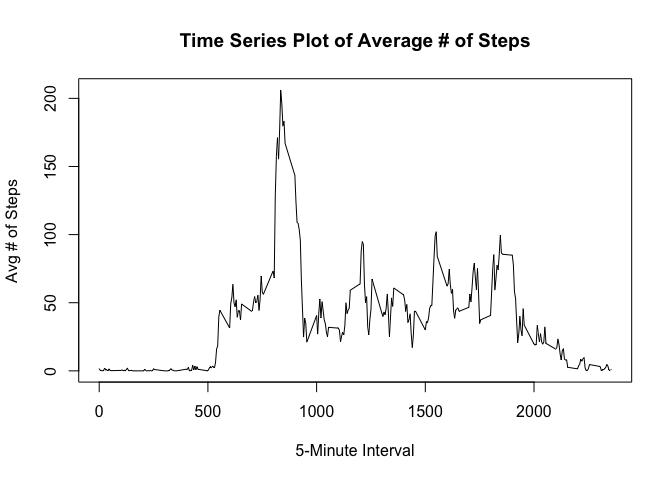 Time Series Plot of Average # of Steps
200
150
100
50
0
Avg # of Steps
0 500 1000 1500 2000
5-Minute Interval